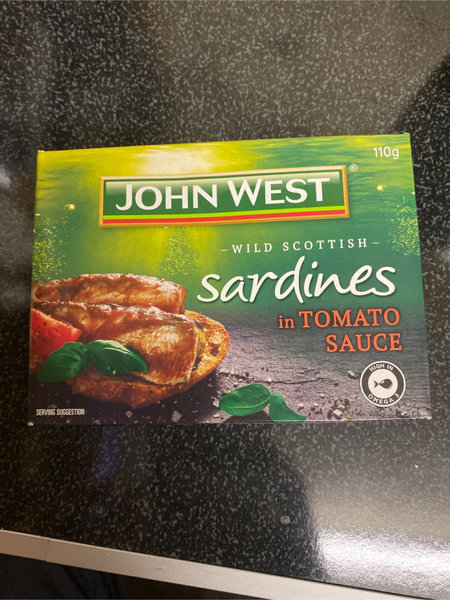 110g
JOHN WEST®
- WILD SCOTTISH -
sardines
in TOMATO
SAUCE
HIGH IN
OMEGA 3
SERVING SUGGESTION